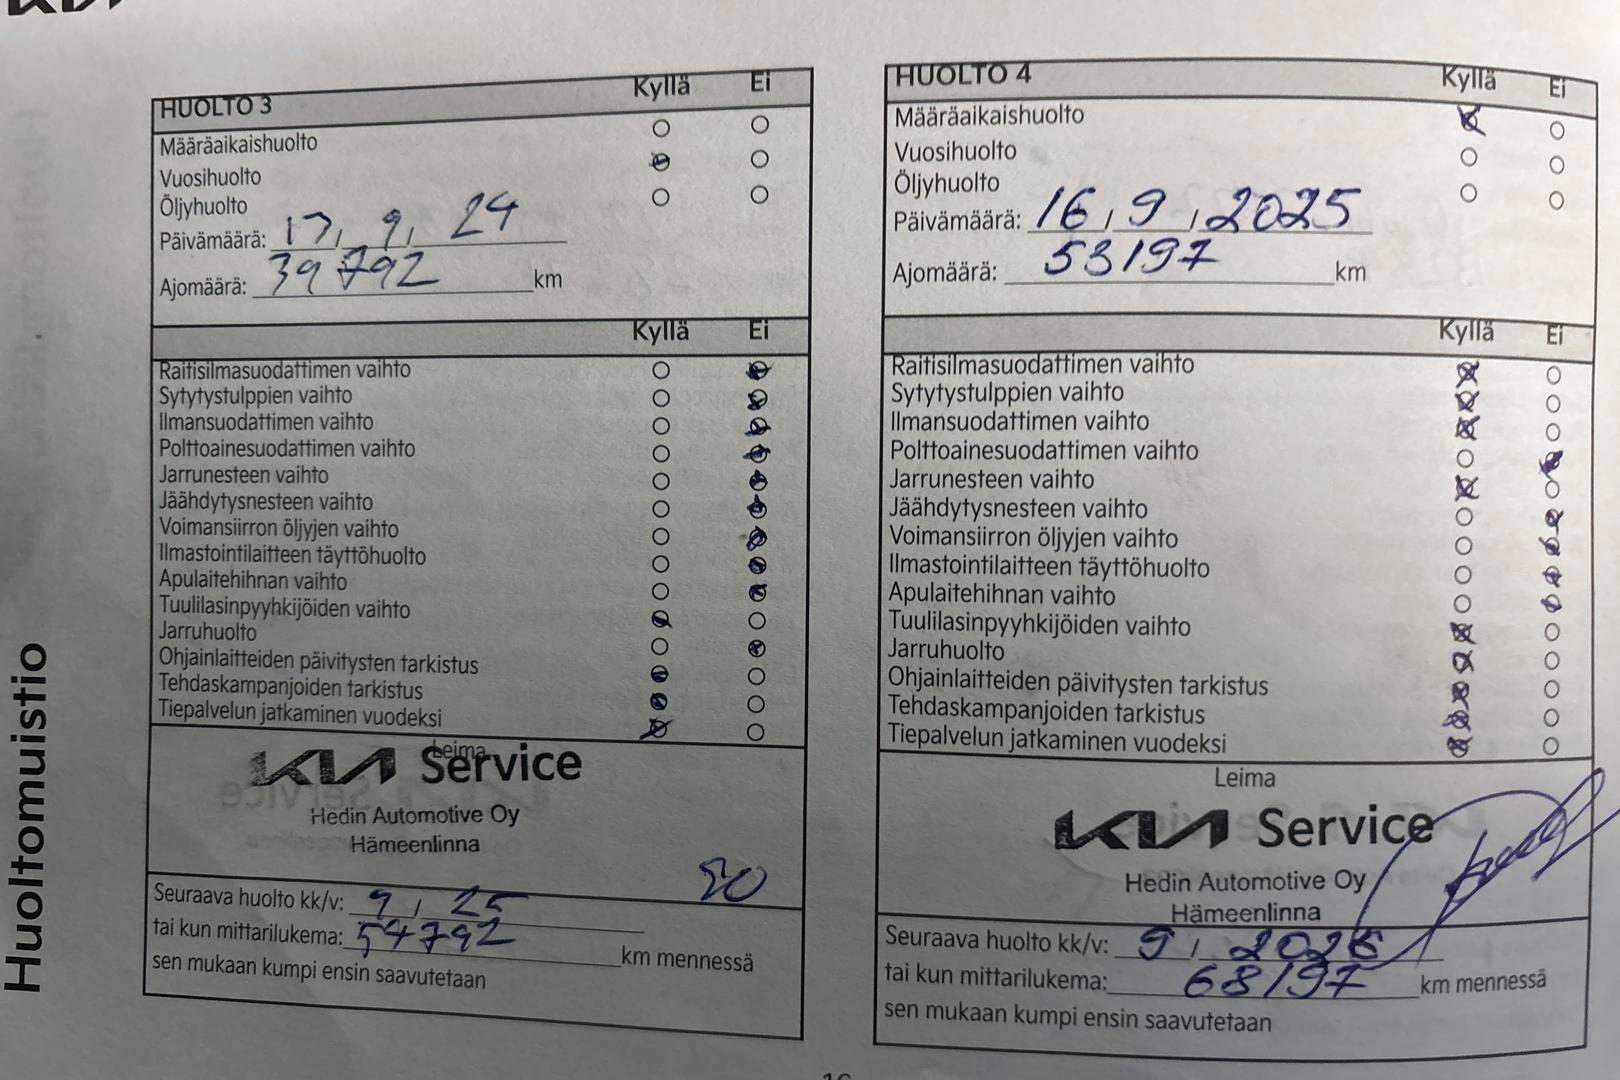 KIA
Huoltomuistio
HUOLTO 3 Kyllä Ei
Määräaikaishuolto
Vuosihuolto
Öljyhuolto
Päivämäärä: 17, 9, 24
Ajomäärä: 39792 km
Kyllä Ei
Raitisilmasuodattimen vaihto
Sytytystulppien vaihto
Ilmansuodattimen vaihto
Polttoainesuodattimen vaihto
Jarrunesteen vaihto
Jäähdytysnesteen vaihto
Voimansiirron öljyjen vaihto
Ilmastointilaitteen täyttöhuolto
Apulaitehihnan vaihto
Tuulilasinpyyhkijöiden vaihto
Jarruhuolto
Ohjainlaitteiden päivitysten tarkistus
Tehdaskampanjoiden tarkistus
Tiepalvelun jatkaminen vuodeksi
Leima
KIA Service
Hedin Automotive Oy
Hämeenlinna
Seuraava huolto kk/v: 9 / 25
tai kun mittarilukema: 54792 km mennessä
sen mukaan kumpi ensin saavutetaan
HUOLTO 4 Kyllä Ei
Määräaikaishuolto
Vuosihuolto
Öljyhuolto
Päivämäärä: 16 / 9 / 2025
Ajomäärä: 53197 km
Kyllä Ei
Raitisilmasuodattimen vaihto
Sytytystulppien vaihto
Ilmansuodattimen vaihto
Polttoainesuodattimen vaihto
Jarrunesteen vaihto
Jäähdytysnesteen vaihto
Voimansiirron öljyjen vaihto
Ilmastointilaitteen täyttöhuolto
Apulaitehihnan vaihto
Tuulilasinpyyhkijöiden vaihto
Jarruhuolto
Ohjainlaitteiden päivitysten tarkistus
Tehdaskampanjoiden tarkistus
Tiepalvelun jatkaminen vuodeksi
Leima
KIA Service
Hedin Automotive Oy
Hämeenlinna
Seuraava huolto kk/v: 9 / 2026
tai kun mittarilukema: 68197 km mennessä
sen mukaan kumpi ensin saavutetaan